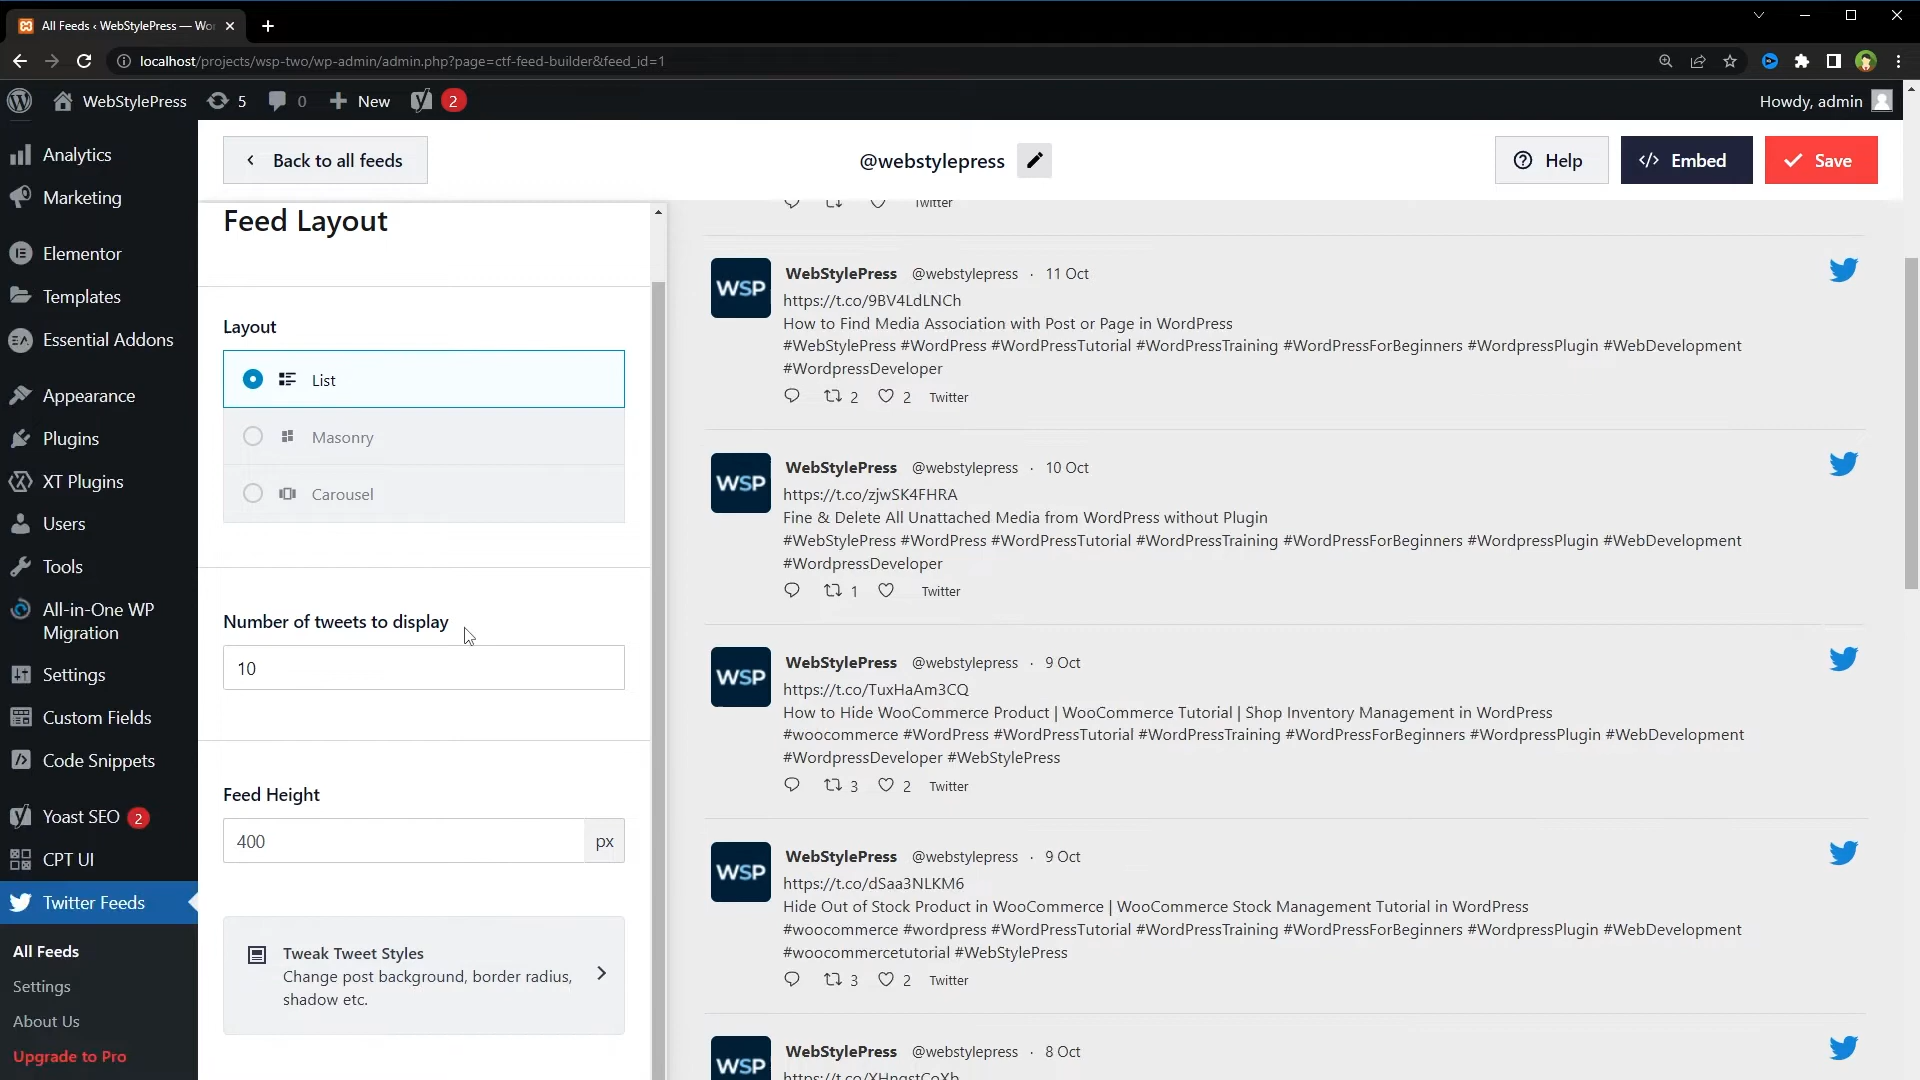 All Feeds ‹ WebStylePress — Wor
localhost/projects/wsp-two/wp-admin/admin.php?page=ctf-feed-builder&feed_id=1
WebStylePress 5 0 New 2
Howdy, admin
Analytics
Marketing
Elementor
Templates
Essential Addons
Appearance
Plugins
XT Plugins
Users
Tools
All-in-One WP
Migration
Settings
Custom Fields
Code Snippets
Yoast SEO 2
CPT UI
Twitter Feeds
All Feeds
Settings
About Us
Upgrade to Pro
Back to all feeds
@webstylepress
Help
</> Embed
Save
Feed Layout
Layout
List
Masonry
Carousel
Number of tweets to display
10
Feed Height
400 px
Tweak Tweet Styles
Change post background, border radius,
shadow etc.
Twitter
WSP
WebStylePress @webstylepress · 11 Oct
https://t.co/9BV4LdLNCh
How to Find Media Association with Post or Page in WordPress
#WebStylePress #WordPress #WordPressTutorial #WordPressTraining #WordPressForBeginners #WordpressPlugin #WebDevelopment
#WordpressDeveloper
2 2 Twitter
WSP
WebStylePress @webstylepress · 10 Oct
https://t.co/zjwSK4FHRA
Fine & Delete All Unattached Media from WordPress without Plugin
#WebStylePress #WordPress #WordPressTutorial #WordPressTraining #WordPressForBeginners #WordpressPlugin #WebDevelopment
#WordpressDeveloper
1 Twitter
WSP
WebStylePress @webstylepress · 9 Oct
https://t.co/TuxHaAm3CQ
How to Hide WooCommerce Product | WooCommerce Tutorial | Shop Inventory Management in WordPress
#woocommerce #WordPress #WordPressTutorial #WordPressTraining #WordPressForBeginners #WordpressPlugin #WebDevelopment
#WordpressDeveloper #WebStylePress
3 2 Twitter
WSP
WebStylePress @webstylepress · 9 Oct
https://t.co/dSaa3NLKM6
Hide Out of Stock Product in WooCommerce | WooCommerce Stock Management Tutorial in WordPress
#woocommerce #wordpress #WordPressTutorial #WordPressTraining #WordPressForBeginners #WordpressPlugin #WebDevelopment
#woocommercetutorial #WebStylePress
3 2 Twitter
WSP
WebStylePress @webstylepress · 8 Oct